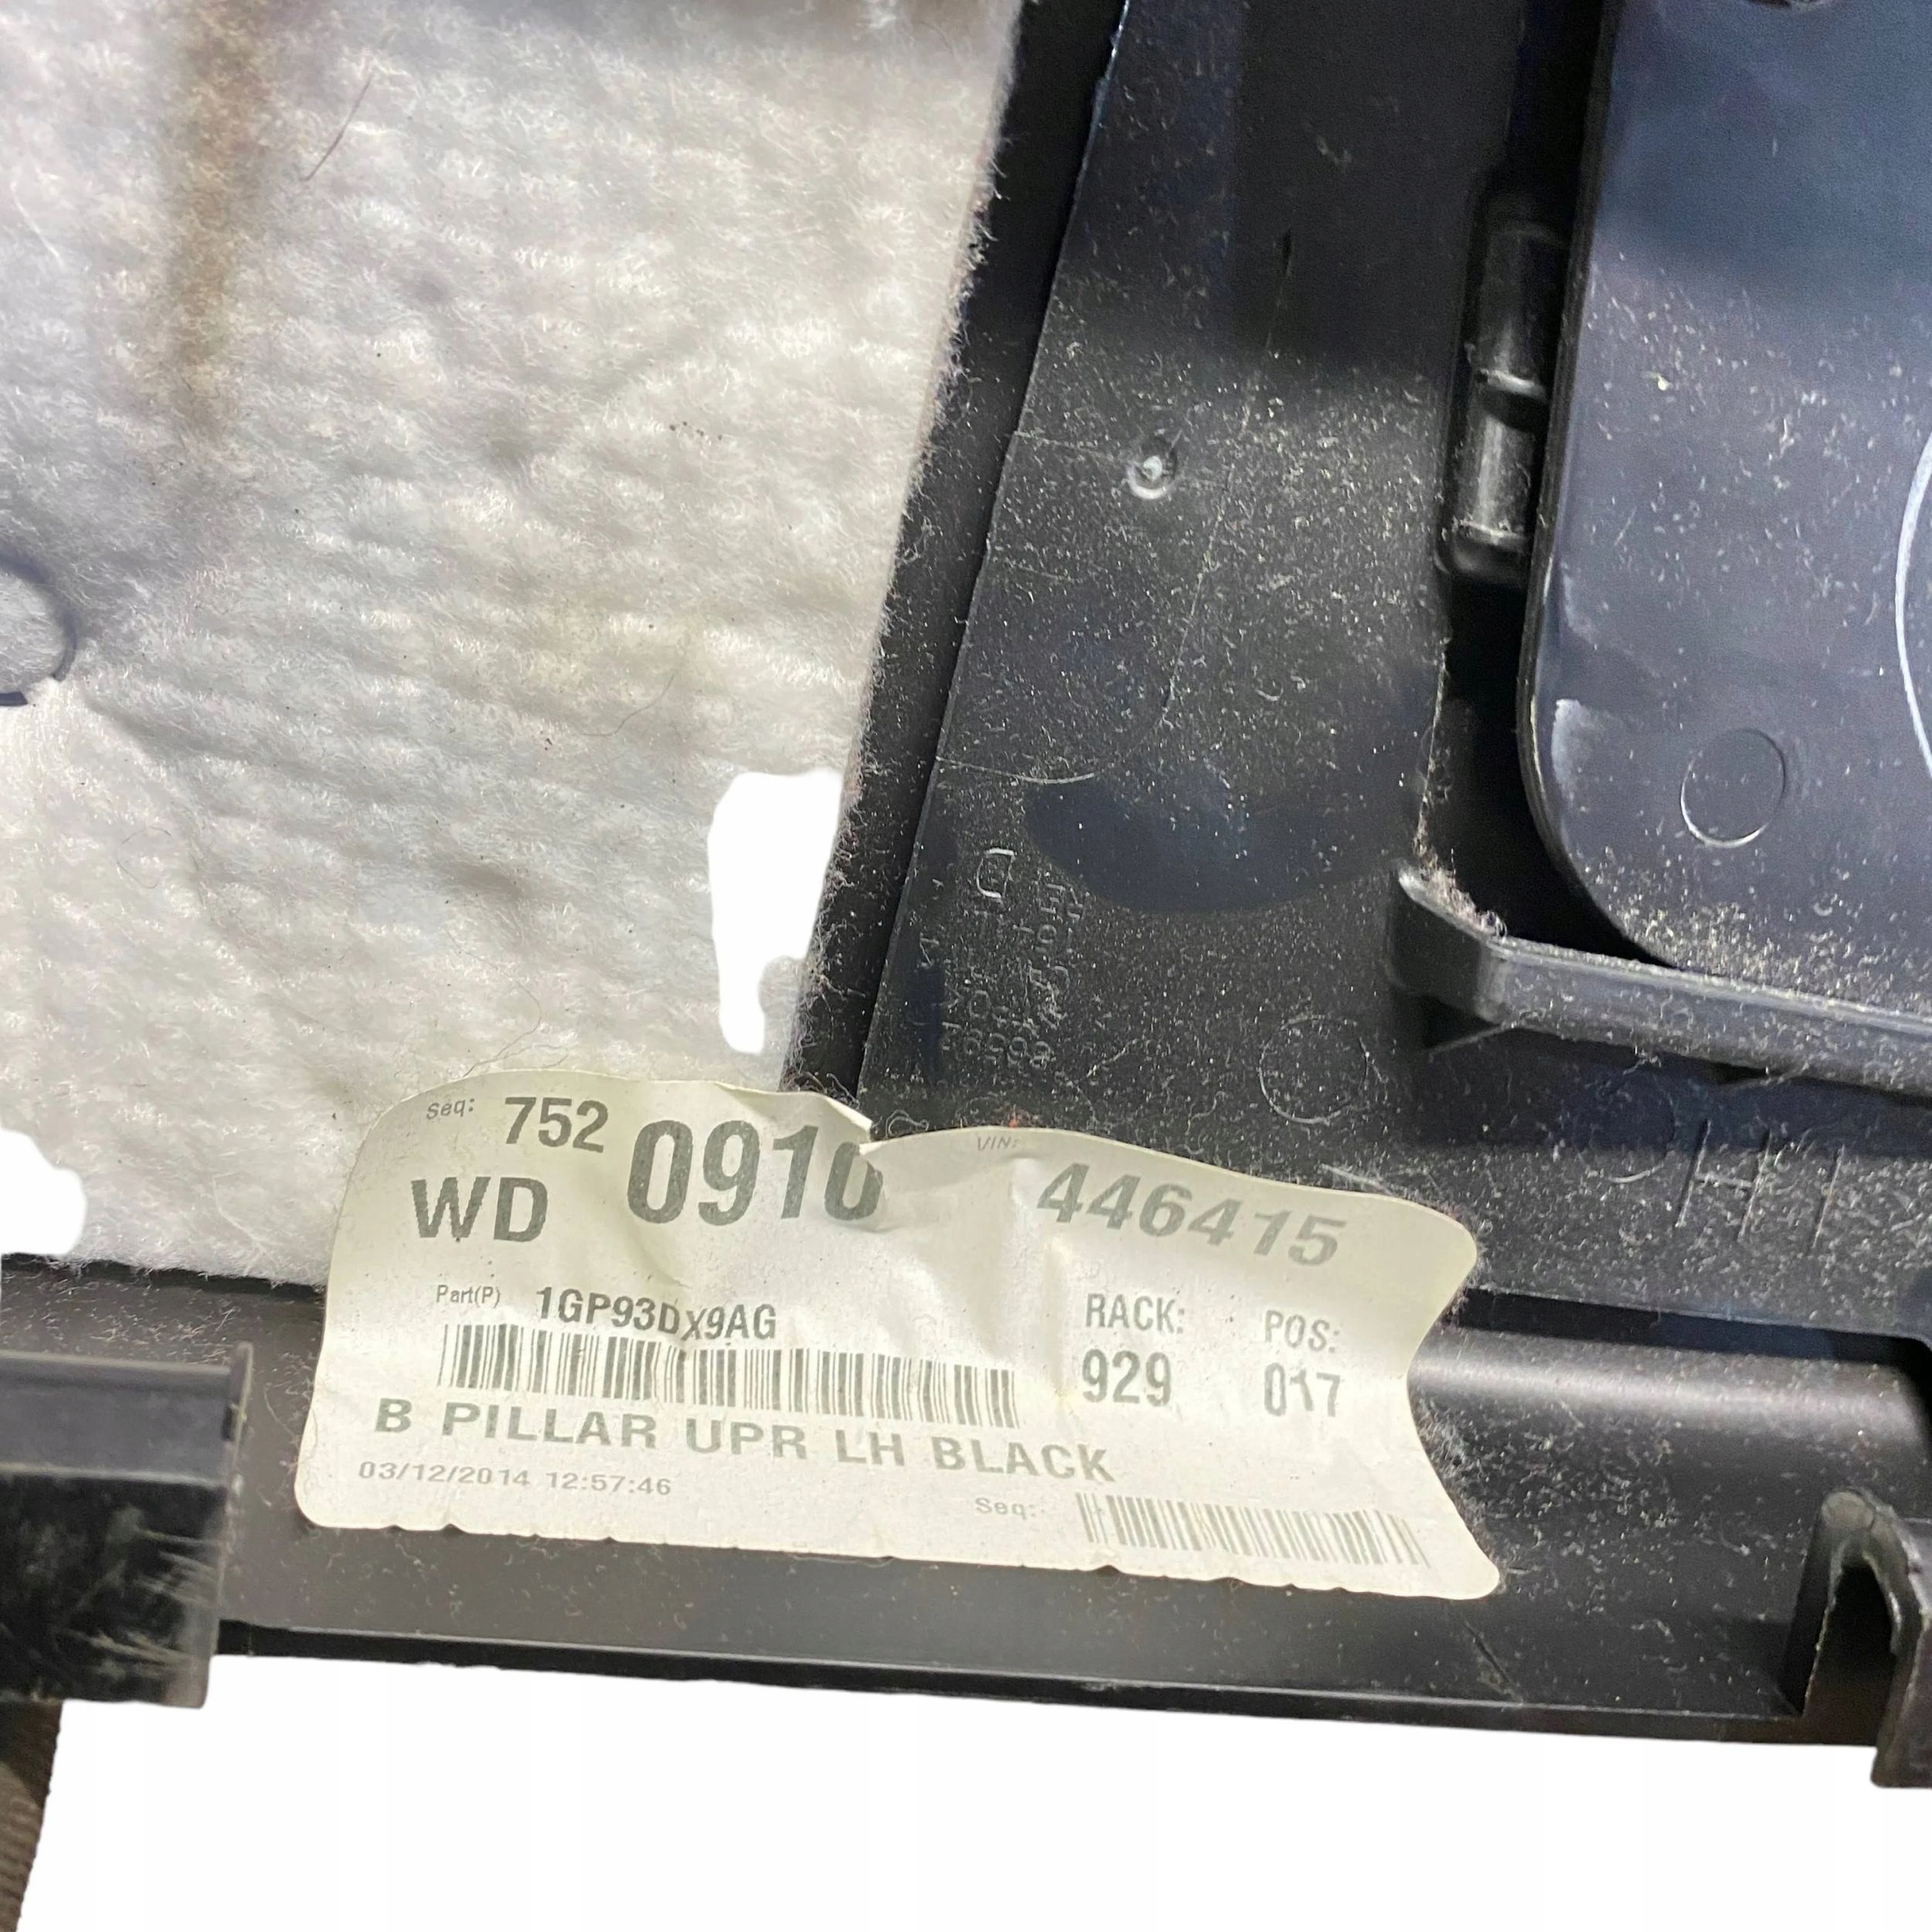 Seq: 752 0910 VIN: 446415
WD
Part(P) 1GP93DX9AG RACK: POS:
929 017
B PILLAR UPR LH BLACK
03/12/2014 12:57:46 Seq: